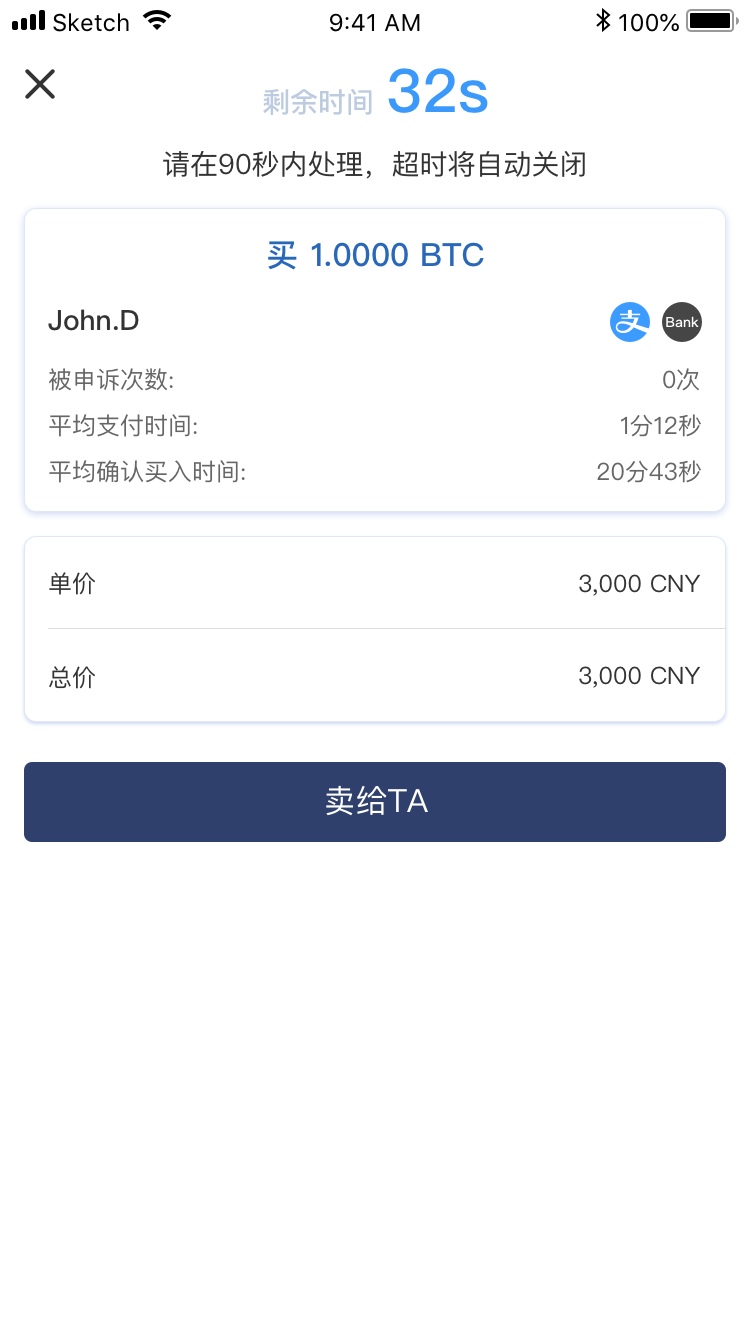 Sketch 9:41 AM 100%
剩余时间 32s
请在90秒内处理，超时将自动关闭
买 1.0000 BTC
John.D 支 Bank
被申诉次数: 0次
平均支付时间: 1分12秒
平均确认买入时间: 20分43秒
单价 3,000 CNY
总价 3,000 CNY
卖给TA